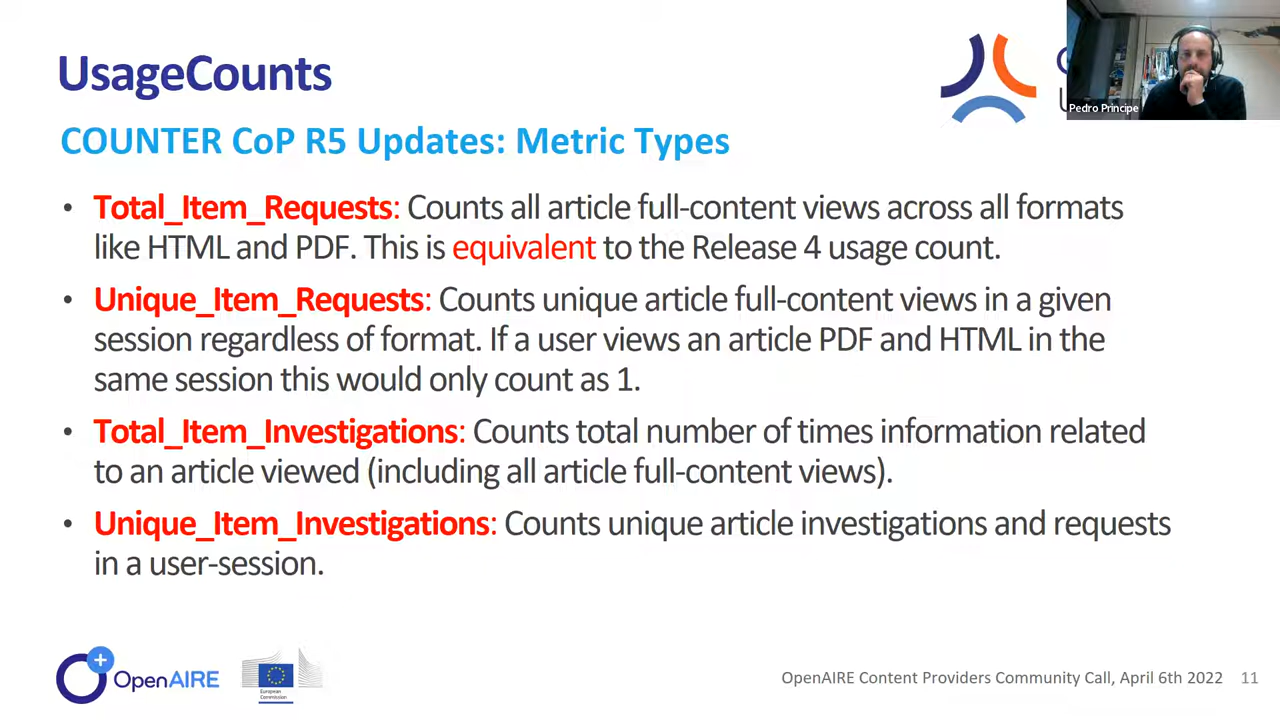 UsageCounts
Pedro Principe
COUNTER CoP R5 Updates: Metric Types
• Total_Item_Requests: Counts all article full-content views across all formats
like HTML and PDF. This is equivalent to the Release 4 usage count.
• Unique_Item_Requests: Counts unique article full-content views in a given
session regardless of format. If a user views an article PDF and HTML in the
same session this would only count as 1.
• Total_Item_Investigations: Counts total number of times information related
to an article viewed (including all article full-content views).
• Unique_Item_Investigations: Counts unique article investigations and requests
in a user-session.
OpenAIRE
European
Commission
OpenAIRE Content Providers Community Call, April 6th 2022 11